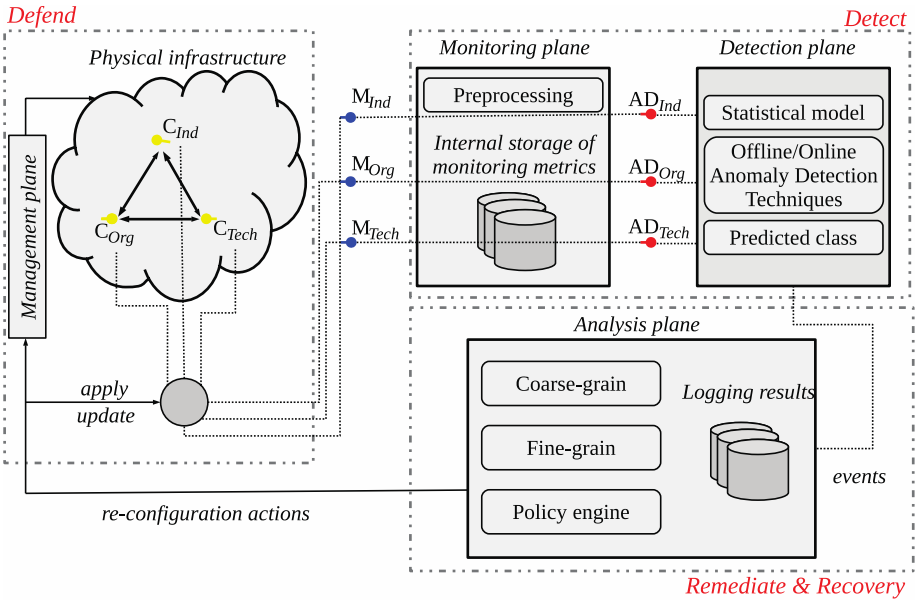 Defend
Detect
Physical infrastructure
Monitoring plane
Detection plane
Management plane
C_Ind
C_Org
C_Tech
M_Ind
M_Org
M_Tech
Preprocessing
Internal storage of
monitoring metrics
AD_Ind
AD_Org
AD_Tech
Statistical model
Offline/Online
Anomaly Detection
Techniques
Predicted class
apply
update
Analysis plane
Coarse-grain
Fine-grain
Policy engine
Logging results
events
re-configuration actions
Remediate & Recovery